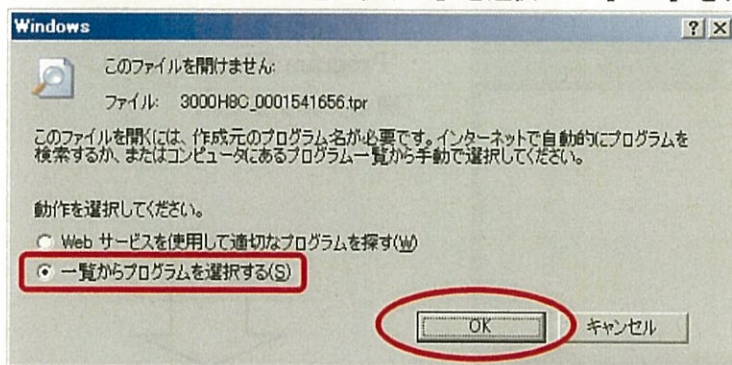 Windows
このファイルを開けません:
ファイル: 3000H8C_0001541656.tpr
このファイルを開くには、作成元のプログラム名が必要です。インターネットで自動的にプログラムを
検索するか、またはコンピュータにあるプログラム一覧から手動で選択してください。
動作を選択してください。
Web サービスを使用して適切なプログラムを探す(W)
一覧からプログラムを選択する(S)
OK
キャンセル